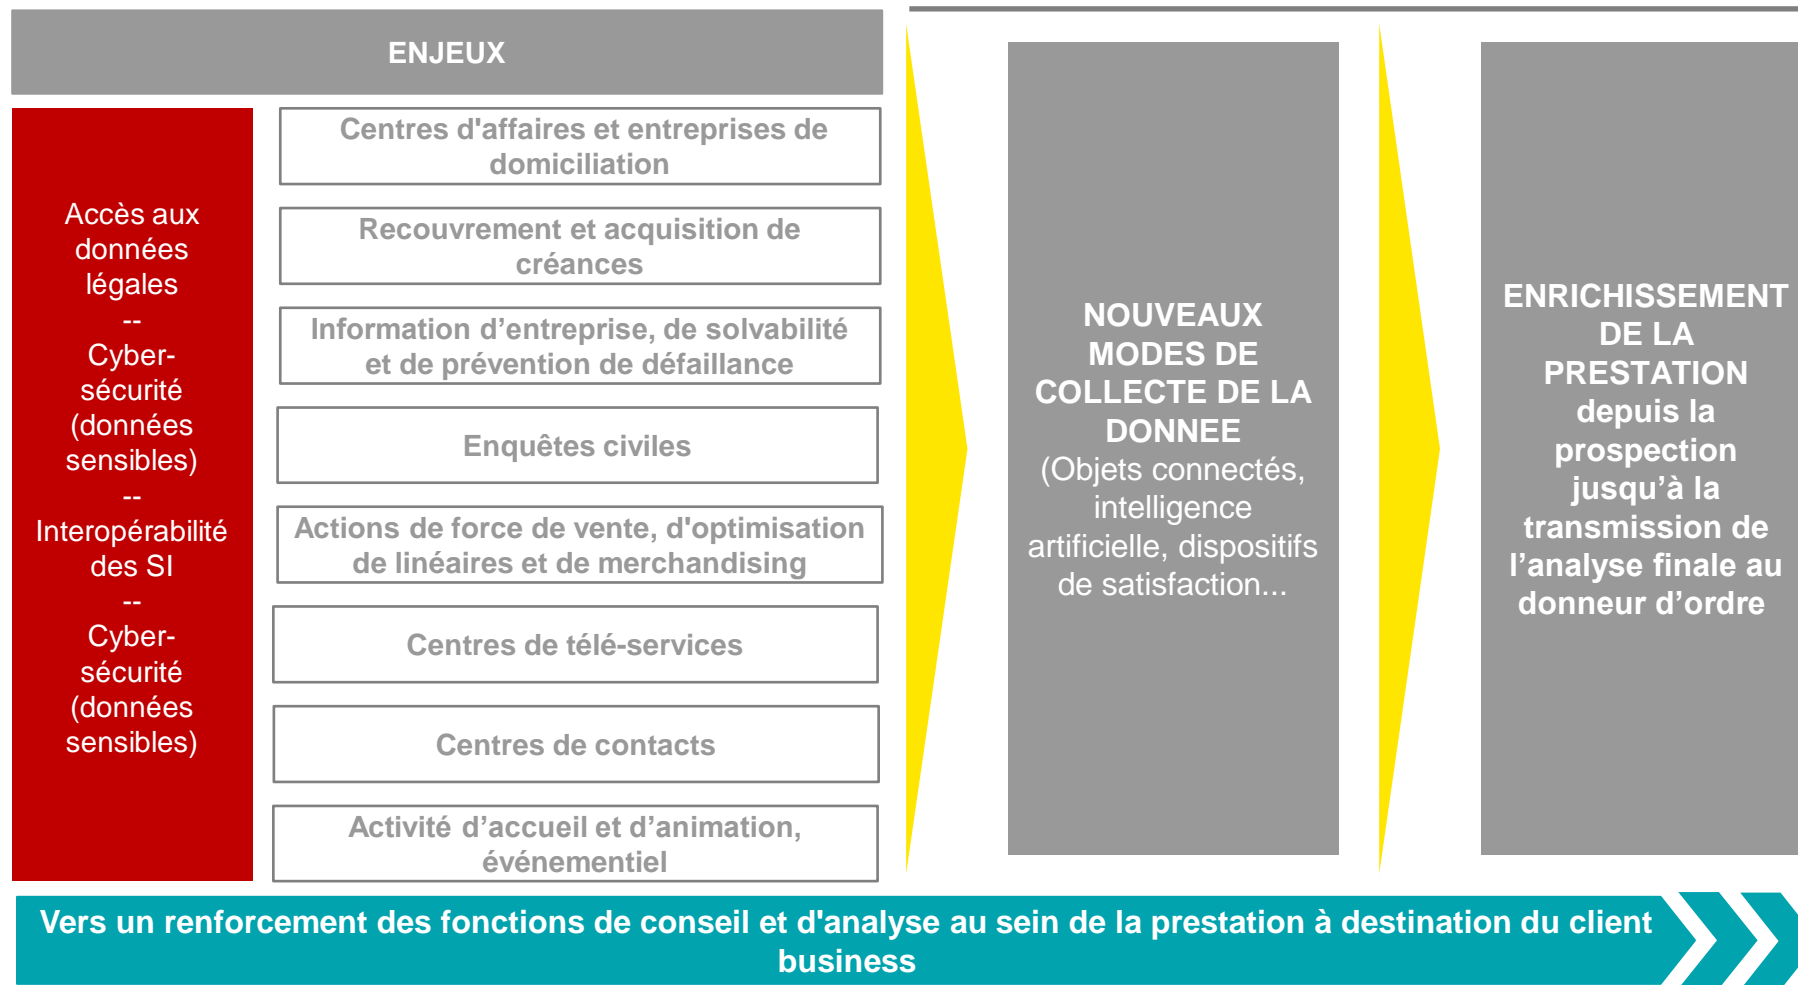 ENJEUX
Accès aux
données
légales
--
Cyber-
sécurité
(données
sensibles)
--
Interopérabilité
des SI
--
Cyber-
sécurité
(données
sensibles)
Centres d'affaires et entreprises de
domiciliation
Recouvrement et acquisition de
créances
Information d’entreprise, de solvabilité
et de prévention de défaillance
Enquêtes civiles
Actions de force de vente, d'optimisation
de linéaires et de merchandising
Centres de télé-services
Centres de contacts
Activité d’accueil et d’animation,
événementiel
NOUVEAUX
MODES DE
COLLECTE DE LA
DONNEE
(Objets connectés,
intelligence
artificielle, dispositifs
de satisfaction...
ENRICHISSEMENT
DE LA
PRESTATION
depuis la
prospection
jusqu’à la
transmission de
l’analyse finale au
donneur d’ordre
Vers un renforcement des fonctions de conseil et d'analyse au sein de la prestation à destination du client
business